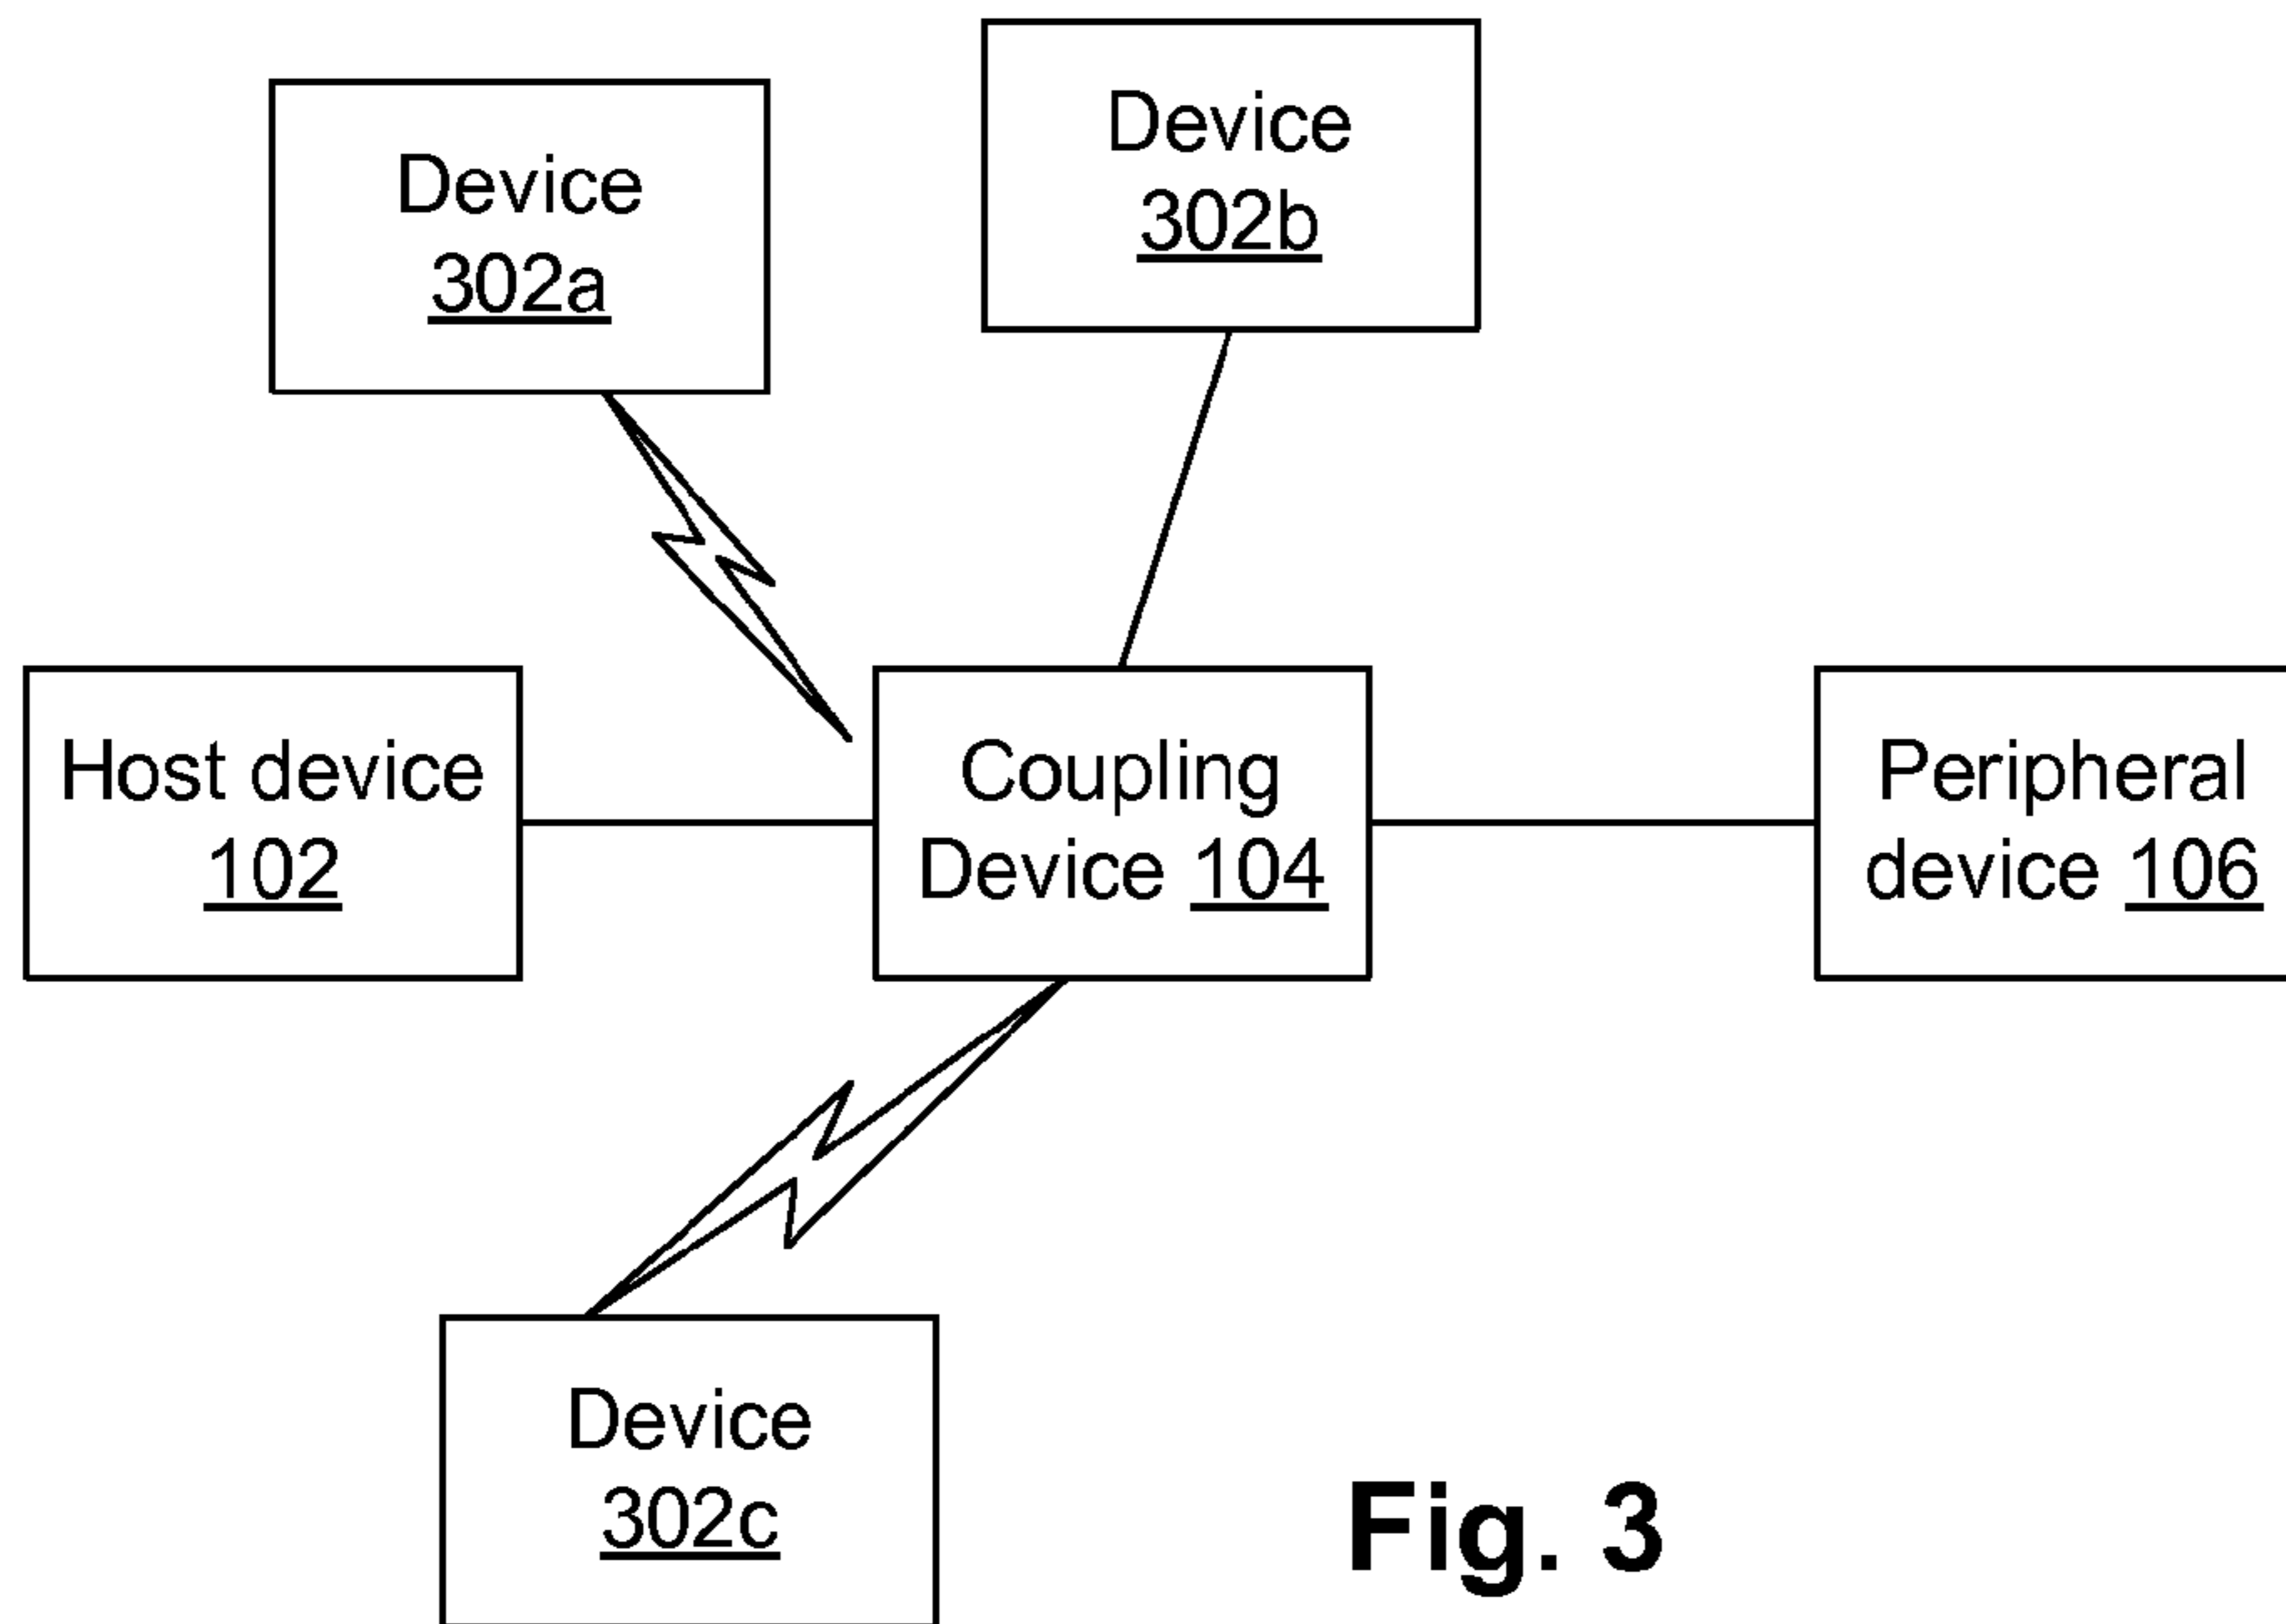 Device
302a
Device
302b
Host device
102
Coupling
Device 104
Peripheral
device 106
Device
302c
Fig. 3